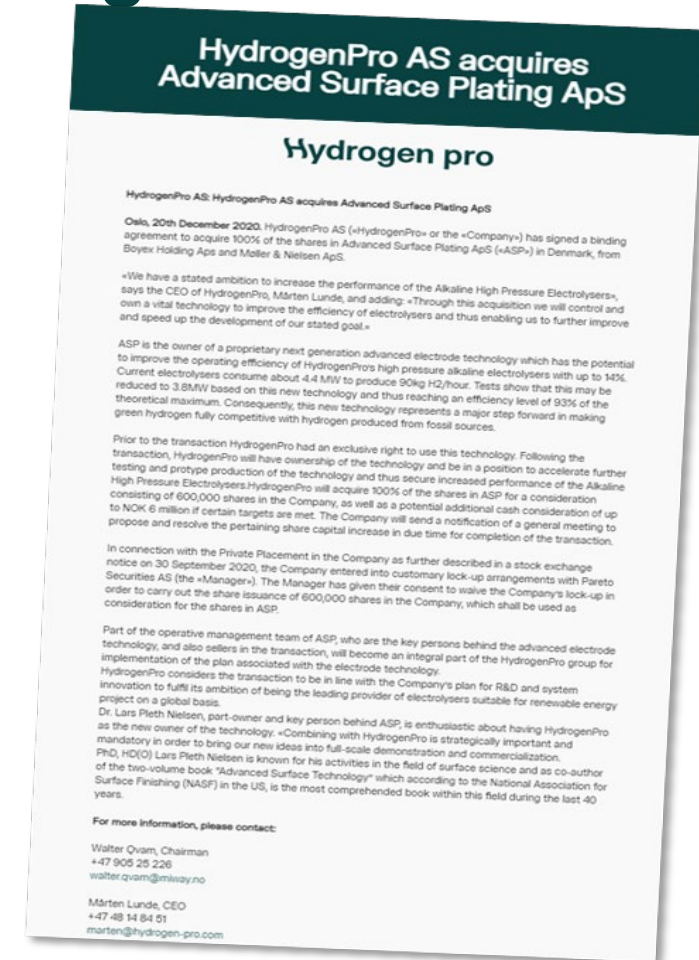 HydrogenPro AS acquires
Advanced Surface Plating ApS
Hydrogen pro
HydrogenPro AS: HydrogenPro AS acquires Advanced Surface Plating ApS
Oslo, 20th December 2020. HydrogenPro AS («HydrogenPro» or the «Company») has signed a binding
agreement to acquire 100% of the shares in Advanced Surface Plating ApS («ASP») in Denmark, from
Boyex Holding Aps and Møller & Nielsen ApS.
«We have a stated ambition to increase the performance of the Alkaline High Pressure Electrolysers»,
says the CEO of HydrogenPro, Mårten Lunde, and adding: «Through this acquisition we will control and
own a vital technology to improve the efficiency of electrolysers and thus enabling us to further improve
and speed up the development of our stated goal.»
ASP is the owner of a proprietary next generation advanced electrode technology which has the potential
to improve the operating efficiency of HydrogenPro's high pressure alkaline electrolysers with up to 14%.
Current electrolysers consume about 4.4 MW to produce 90kg H2/hour. Tests show that this may be
reduced to 3.8MW based on this new technology and thus reaching an efficiency level of 93% of the
theoretical maximum. Consequently, this new technology represents a major step forward in making
green hydrogen fully competitive with hydrogen produced from fossil sources.
Prior to the transaction HydrogenPro had an exclusive right to use this technology. Following the
transaction, HydrogenPro will have ownership of the technology and be in a position to accelerate further
testing and protype production of the technology and thus secure increased performance of the Alkaline
High Pressure Electrolysers.HydrogenPro will acquire 100% of the shares in ASP for a consideration
consisting of 600,000 shares in the Company, as well as a potential additional cash consideration of up
to NOK 6 million if certain targets are met. The Company will send a notification of a general meeting to
propose and resolve the pertaining share capital increase in due time for completion of the transaction.
In connection with the Private Placement in the Company as further described in a stock exchange
notice on 30 September 2020, the Company entered into customary lock-up arrangements with Pareto
Securities AS (the «Manager»). The Manager has given their consent to waive the Company's lock-up in
order to carry out the share issuance of 600,000 shares in the Company, which shall be used as
consideration for the shares in ASP.
Part of the operative management team of ASP, who are the key persons behind the advanced electrode
technology, and also sellers in the transaction, will become an integral part of the HydrogenPro group for
implementation of the plan associated with the electrode technology.
HydrogenPro considers the transaction to be in line with the Company's plan for R&D and system
innovation to fulfil its ambition of being the leading provider of electrolysers suitable for renewable energy
project on a global basis.
Dr. Lars Pleth Nielsen, part-owner and key person behind ASP, is enthusiastic about having HydrogenPro
as the new owner of the technology. «Combining with HydrogenPro is strategically important and
mandatory in order to bring our new ideas into full-scale demonstration and commercialization.
PhD, HD(O) Lars Pleth Nielsen is known for his activities in the field of surface science and as co-author
of the two-volume book "Advanced Surface Technology" which according to the National Association for
Surface Finishing (NASF) in the US, is the most comprehended book within this field during the last 40
years.
For more information, please contact:
Walter Qvam, Chairman
+47 905 25 226
walter.qvam@miway.no
Mårten Lunde, CEO
+47 48 14 84 51
marten@hydrogen-pro.com